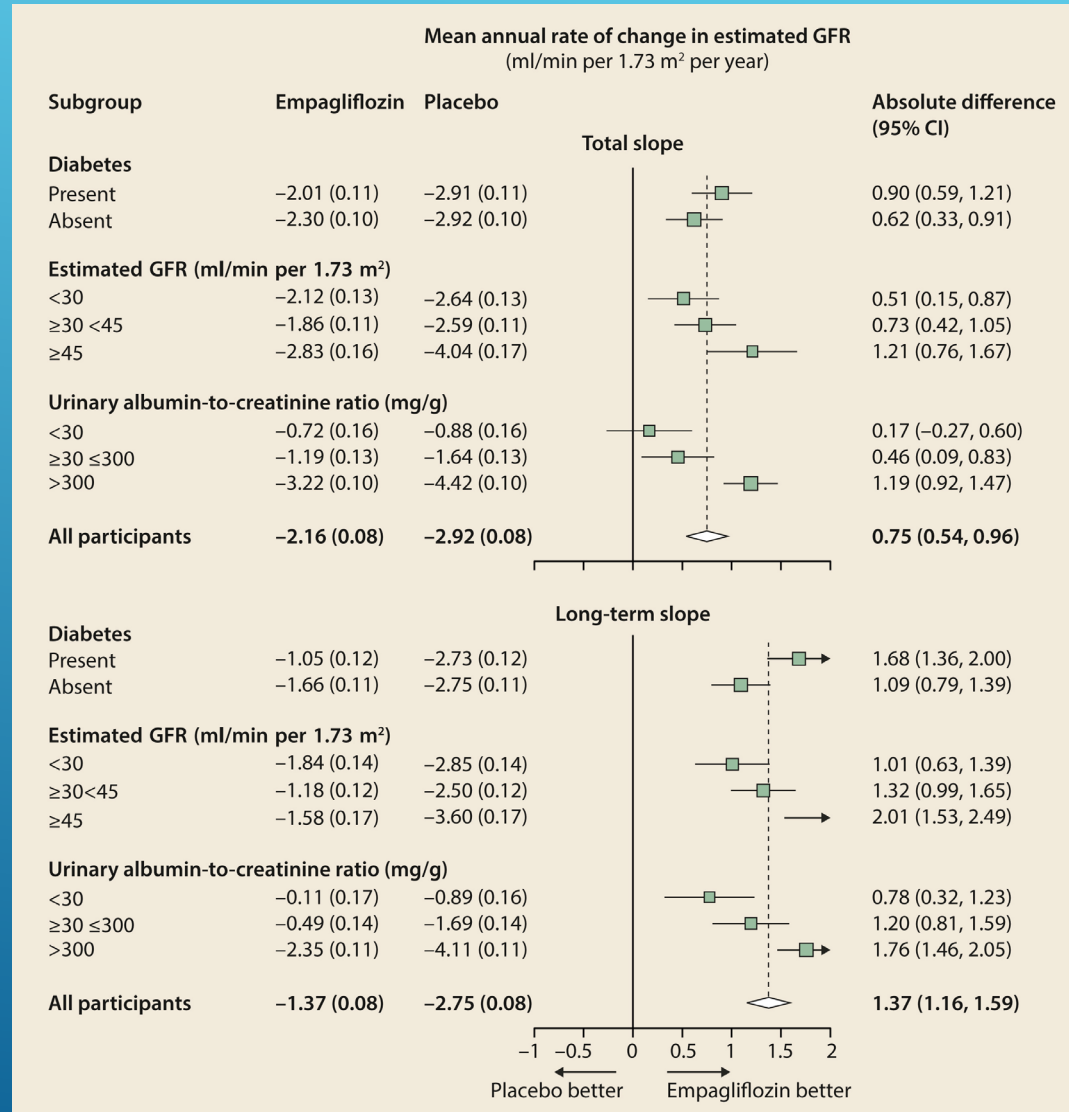 Mean annual rate of change in estimated GFR
(ml/min per 1.73 m² per year)
Subgroup Empagliflozin Placebo Absolute difference
(95% CI)
Total slope
Diabetes
Present –2.01 (0.11) –2.91 (0.11) 0.90 (0.59, 1.21)
Absent –2.30 (0.10) –2.92 (0.10) 0.62 (0.33, 0.91)
Estimated GFR (ml/min per 1.73 m²)
<30 –2.12 (0.13) –2.64 (0.13) 0.51 (0.15, 0.87)
≥30 <45 –1.86 (0.11) –2.59 (0.11) 0.73 (0.42, 1.05)
≥45 –2.83 (0.16) –4.04 (0.17) 1.21 (0.76, 1.67)
Urinary albumin-to-creatinine ratio (mg/g)
<30 –0.72 (0.16) –0.88 (0.16) 0.17 (–0.27, 0.60)
≥30 ≤300 –1.19 (0.13) –1.64 (0.13) 0.46 (0.09, 0.83)
>300 –3.22 (0.10) –4.42 (0.10) 1.19 (0.92, 1.47)
All participants –2.16 (0.08) –2.92 (0.08) 0.75 (0.54, 0.96)
Long-term slope
Diabetes
Present –1.05 (0.12) –2.73 (0.12) 1.68 (1.36, 2.00)
Absent –1.66 (0.11) –2.75 (0.11) 1.09 (0.79, 1.39)
Estimated GFR (ml/min per 1.73 m²)
<30 –1.84 (0.14) –2.85 (0.14) 1.01 (0.63, 1.39)
≥30<45 –1.18 (0.12) –2.50 (0.12) 1.32 (0.99, 1.65)
≥45 –1.58 (0.17) –3.60 (0.17) 2.01 (1.53, 2.49)
Urinary albumin-to-creatinine ratio (mg/g)
<30 –0.11 (0.17) –0.89 (0.16) 0.78 (0.32, 1.23)
≥30 ≤300 –0.49 (0.14) –1.69 (0.14) 1.20 (0.81, 1.59)
>300 –2.35 (0.11) –4.11 (0.11) 1.76 (1.46, 2.05)
All participants –1.37 (0.08) –2.75 (0.08) 1.37 (1.16, 1.59)
–1 –0.5 0 0.5 1 1.5 2
Placebo better Empagliflozin better